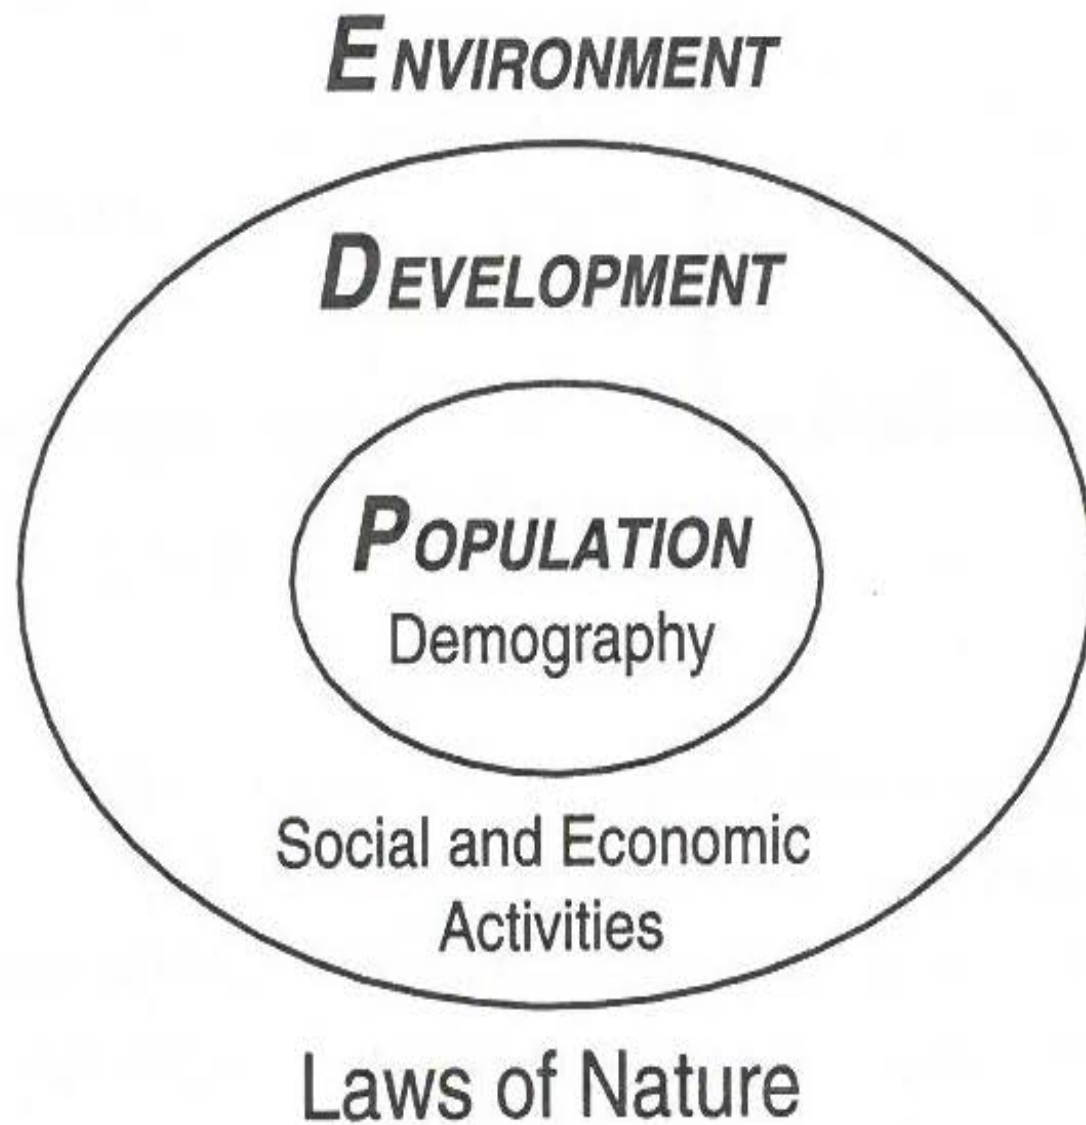 ENVIRONMENT
DEVELOPMENT
POPULATION
Demography
Social and Economic
Activities
Laws of Nature